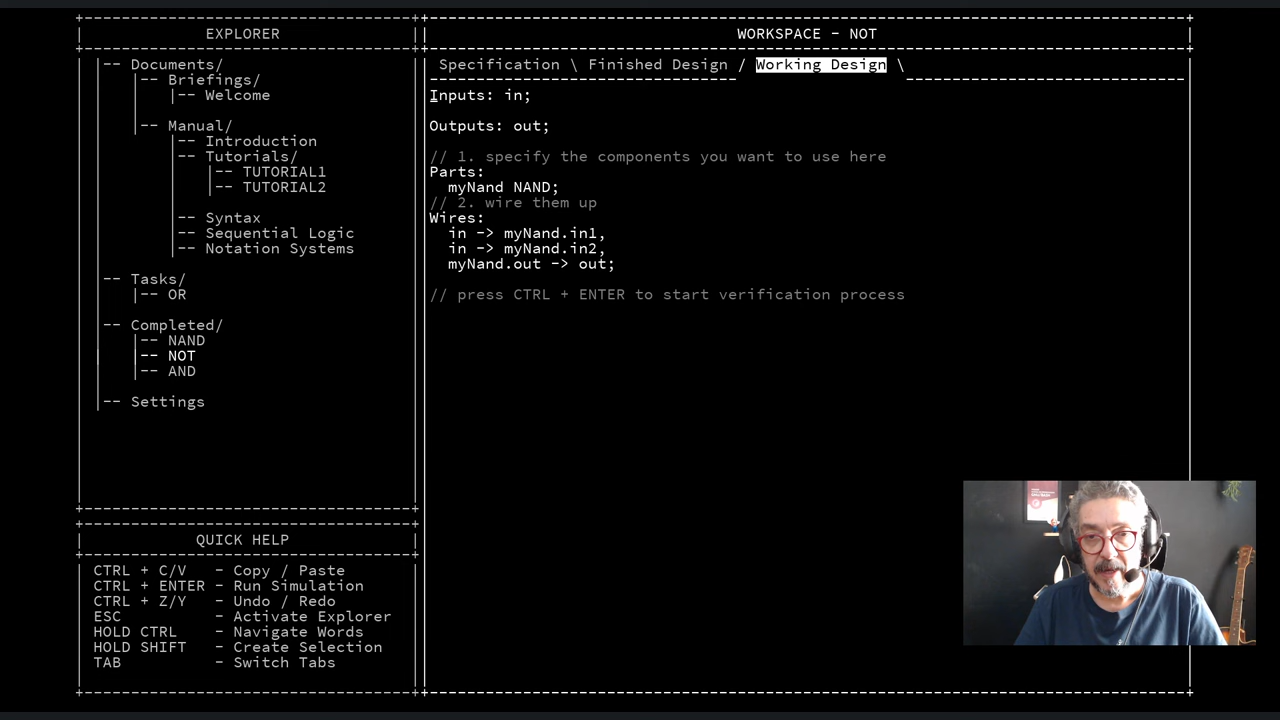 EXPLORER
|-- Documents/
|-- Briefings/
|-- Welcome
|-- Manual/
|-- Introduction
|-- Tutorials/
|-- TUTORIAL1
|-- TUTORIAL2
|-- Syntax
|-- Sequential Logic
|-- Notation Systems
|-- Tasks/
|-- OR
|-- Completed/
|-- NAND
|-- NOT
|-- AND
|-- Settings
QUICK HELP
CTRL + C/V - Copy / Paste
CTRL + ENTER - Run Simulation
CTRL + Z/Y - Undo / Redo
ESC - Activate Explorer
HOLD CTRL - Navigate Words
HOLD SHIFT - Create Selection
TAB - Switch Tabs
WORKSPACE - NOT
Specification \ Finished Design / Working Design \
Inputs: in;
Outputs: out;
// 1. specify the components you want to use here
Parts:
myNand NAND;
// 2. wire them up
Wires:
in -> myNand.in1,
in -> myNand.in2,
myNand.out -> out;
// press CTRL + ENTER to start verification process